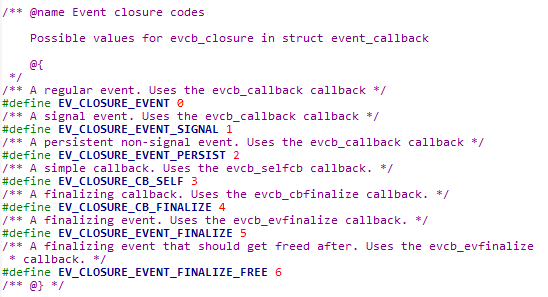 /** @name Event closure codes
Possible values for evcb_closure in struct event_callback
@{
*/
/** A regular event. Uses the evcb_callback callback */
#define EV_CLOSURE_EVENT 0
/** A signal event. Uses the evcb_callback callback */
#define EV_CLOSURE_EVENT_SIGNAL 1
/** A persistent non-signal event. Uses the evcb_callback callback */
#define EV_CLOSURE_EVENT_PERSIST 2
/** A simple callback. Uses the evcb_selfcb callback. */
#define EV_CLOSURE_CB_SELF 3
/** A finalizing callback. Uses the evcb_cbfinalize callback. */
#define EV_CLOSURE_CB_FINALIZE 4
/** A finalizing event. Uses the evcb_evfinalize callback. */
#define EV_CLOSURE_EVENT_FINALIZE 5
/** A finalizing event that should get freed after. Uses the evcb_evfinalize
* callback. */
#define EV_CLOSURE_EVENT_FINALIZE_FREE 6
/** @} */